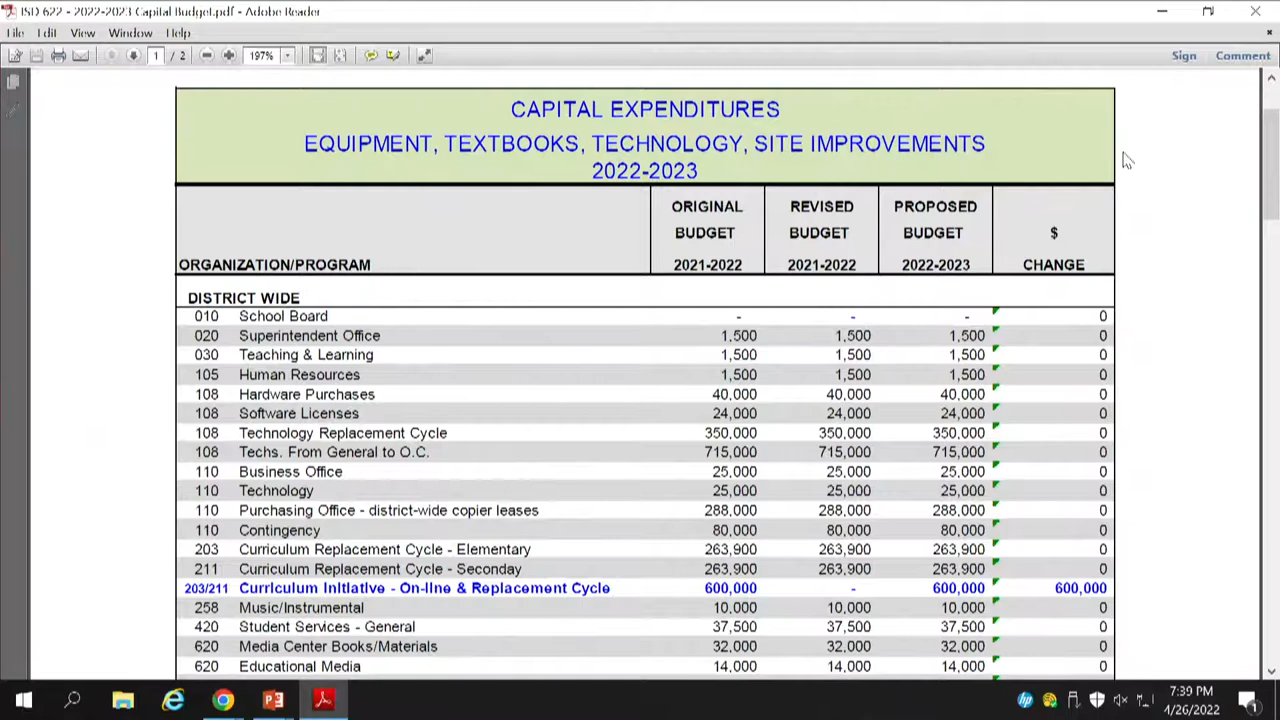 ISD 622 - 2022-2023 Capital Budget.pdf - Adobe Reader
File Edit View Window Help
1 / 2 197% Sign Comment
CAPITAL EXPENDITURES
EQUIPMENT, TEXTBOOKS, TECHNOLOGY, SITE IMPROVEMENTS
2022-2023
ORIGINAL REVISED PROPOSED
BUDGET BUDGET BUDGET $
ORGANIZATION/PROGRAM 2021-2022 2021-2022 2022-2023 CHANGE
DISTRICT WIDE
010 School Board - - - 0
020 Superintendent Office 1,500 1,500 1,500 0
030 Teaching & Learning 1,500 1,500 1,500 0
105 Human Resources 1,500 1,500 1,500 0
108 Hardware Purchases 40,000 40,000 40,000 0
108 Software Licenses 24,000 24,000 24,000 0
108 Technology Replacement Cycle 350,000 350,000 350,000 0
108 Techs. From General to O.C. 715,000 715,000 715,000 0
110 Business Office 25,000 25,000 25,000 0
110 Technology 25,000 25,000 25,000 0
110 Purchasing Office - district-wide copier leases 288,000 288,000 288,000 0
110 Contingency 80,000 80,000 80,000 0
203 Curriculum Replacement Cycle - Elementary 263,900 263,900 263,900 0
211 Curriculum Replacement Cycle - Seconday 263,900 263,900 263,900 0
203/211 Curriculum Initiative - On-line & Replacement Cycle 600,000 - 600,000 600,000
258 Music/Instrumental 10,000 10,000 10,000 0
420 Student Services - General 37,500 37,500 37,500 0
620 Media Center Books/Materials 32,000 32,000 32,000 0
620 Educational Media 14,000 14,000 14,000 0
7:39 PM
4/26/2022